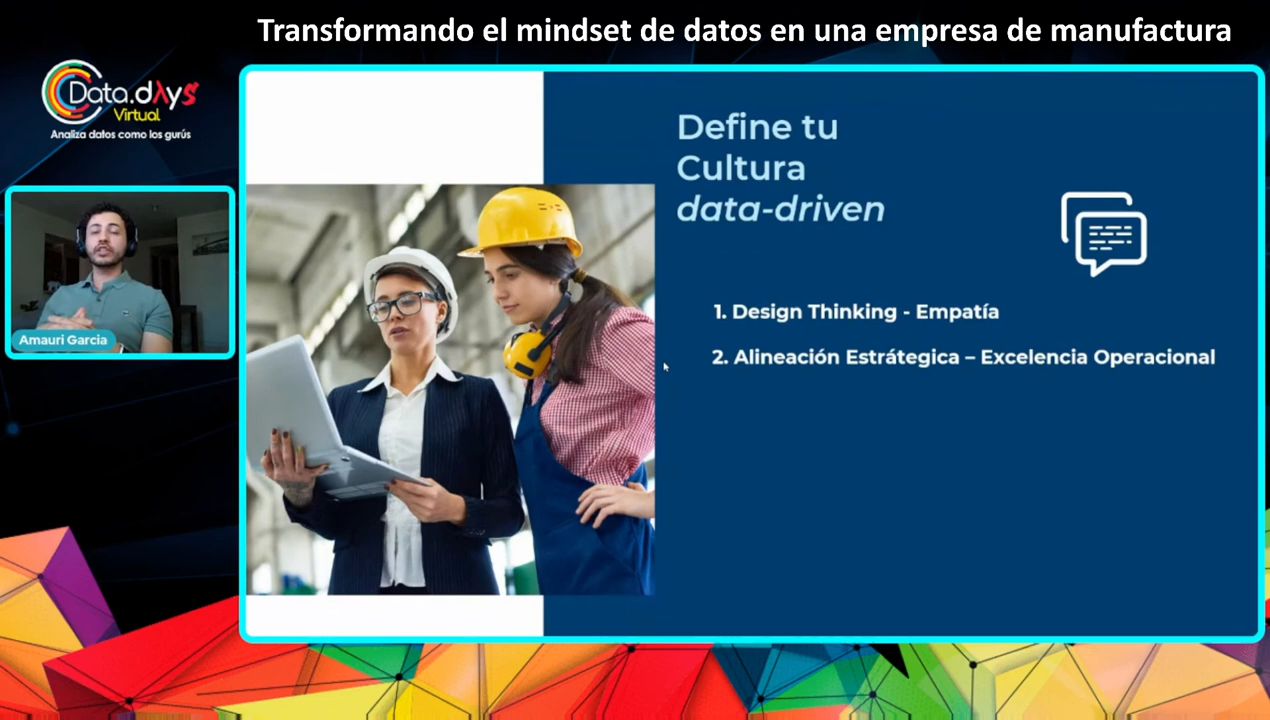 Transformando el mindset de datos en una empresa de manufactura
Data.dλys
Virtual
Analiza datos como los gurús
Amauri Garcia
Define tu
Cultura
data-driven
1. Design Thinking - Empatía
2. Alineación Estrátegica – Excelencia Operacional